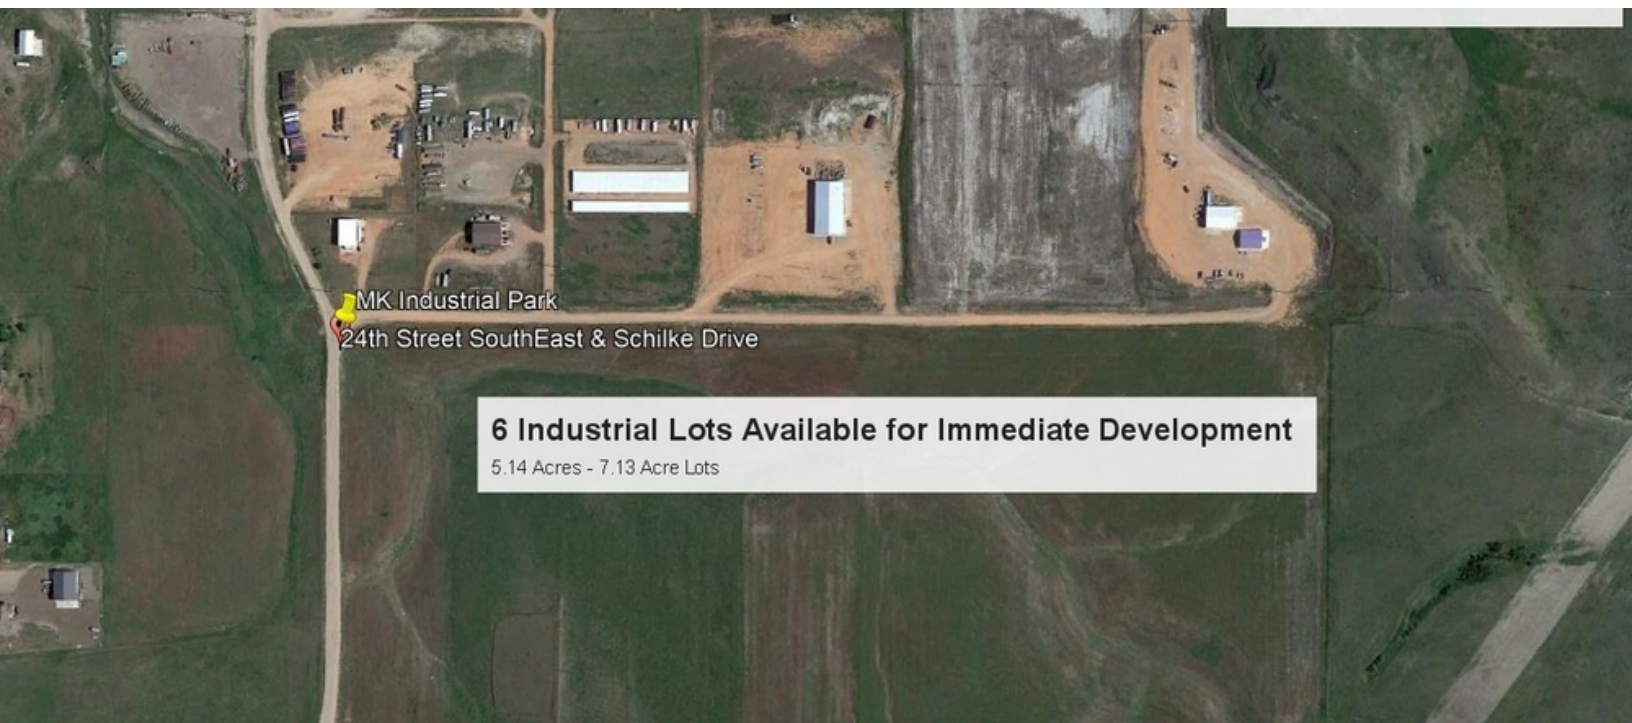 MK Industrial Park
24th Street SouthEast & Schilke Drive
6 Industrial Lots Available for Immediate Development
5.14 Acres - 7.13 Acre Lots